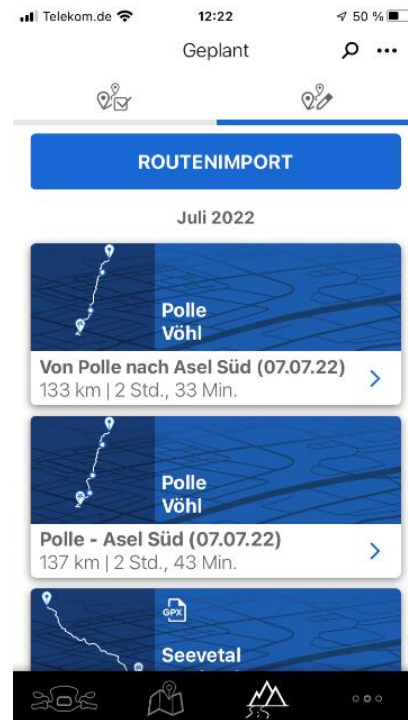 Telekom.de 12:22 50 %
Geplant
ROUTENIMPORT
Juli 2022
Polle
Vöhl
Von Polle nach Asel Süd (07.07.22)
133 km | 2 Std., 33 Min.
Polle
Vöhl
Polle - Asel Süd (07.07.22)
137 km | 2 Std., 43 Min.
GPX
Seevetal